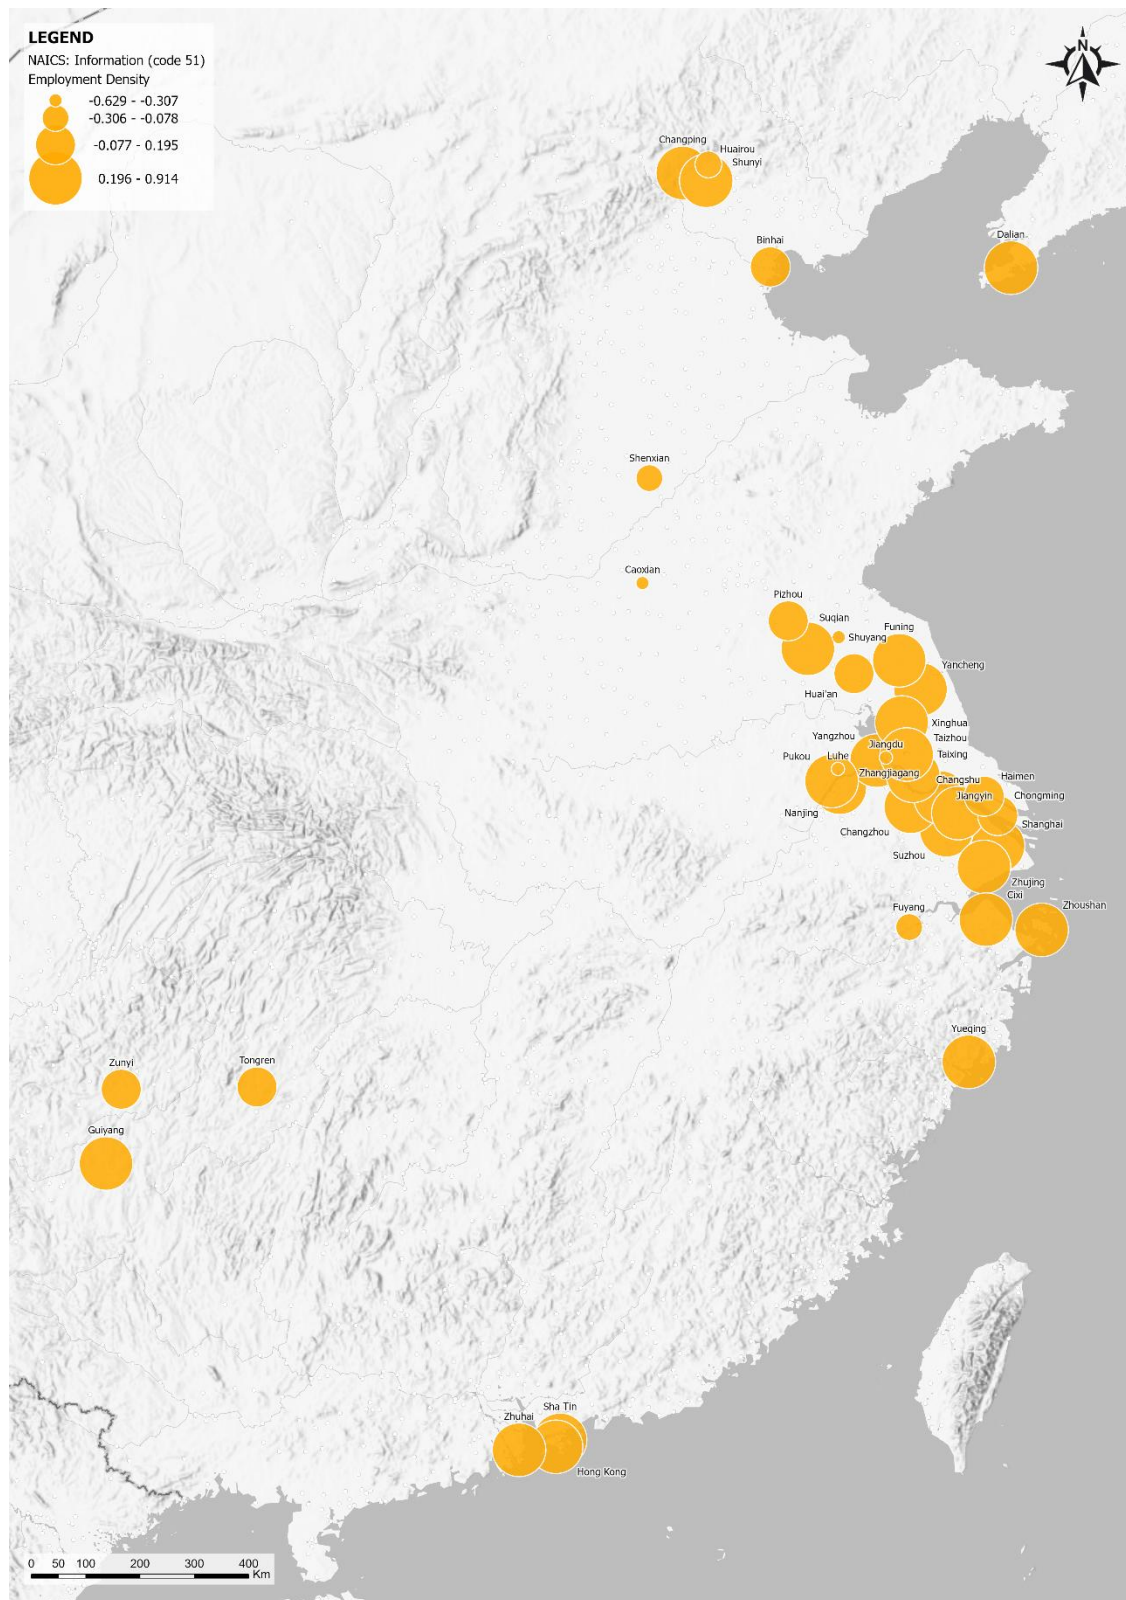 LEGEND
NAICS: Information (code 51)
Employment Density
-0.629 - -0.307
-0.306 - -0.078
-0.077 - 0.195
0.196 - 0.914
N
Changping
Huairou
Shunyi
Dalian
Binhai
Shenxian
Caoxian
Pizhou
Suqian
Funing
Shuyang
Yancheng
Huai'an
Xinghua
Yangzhou
Taizhou
Jiangdu
Pukou
Luhe
Taixing
Zhangjiagang
Changshu
Haimen
Jiangyin
Chongming
Nanjing
Shanghai
Changzhou
Suzhou
Zhujing
Cixi
Fuyang
Zhoushan
Yueqing
Zunyi
Tongren
Guiyang
Sha Tin
Zhuhai
Hong Kong
0 50 100 200 300 400
Km